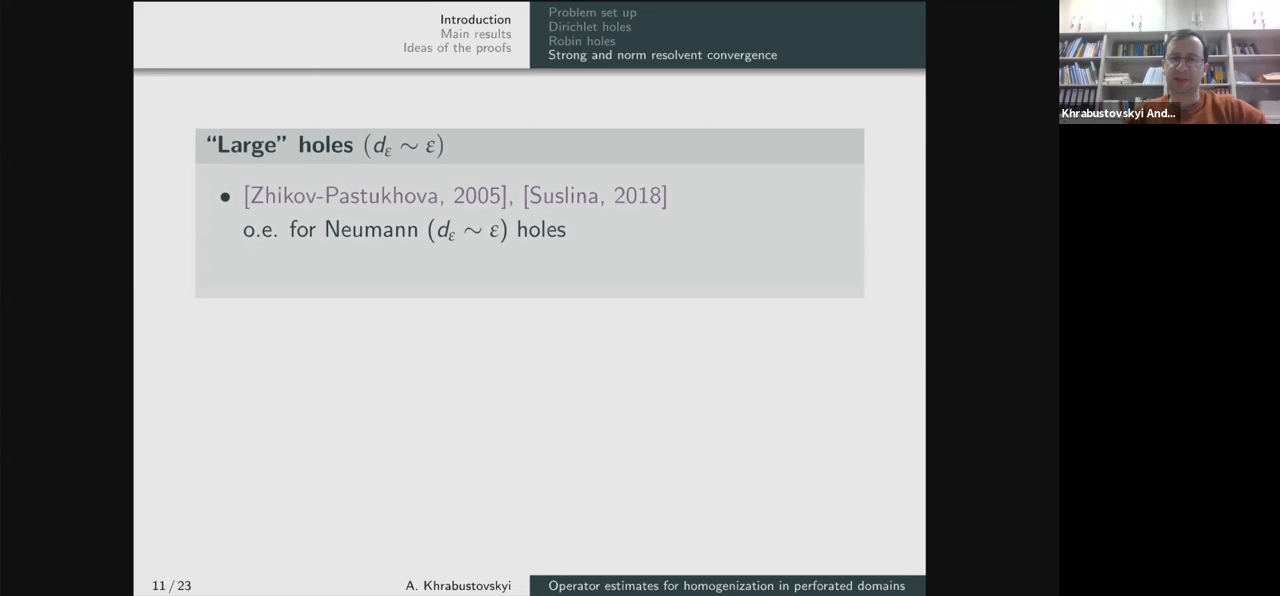 Introduction
Main results
Ideas of the proofs
Problem set up
Dirichlet holes
Robin holes
Strong and norm resolvent convergence
“Large” holes (dε ∼ ε)
• [Zhikov-Pastukhova, 2005], [Suslina, 2018]
o.e. for Neumann (dε ∼ ε) holes
11 / 23
A. Khrabustovskyi
Operator estimates for homogenization in perforated domains
Khrabustovskyi And...